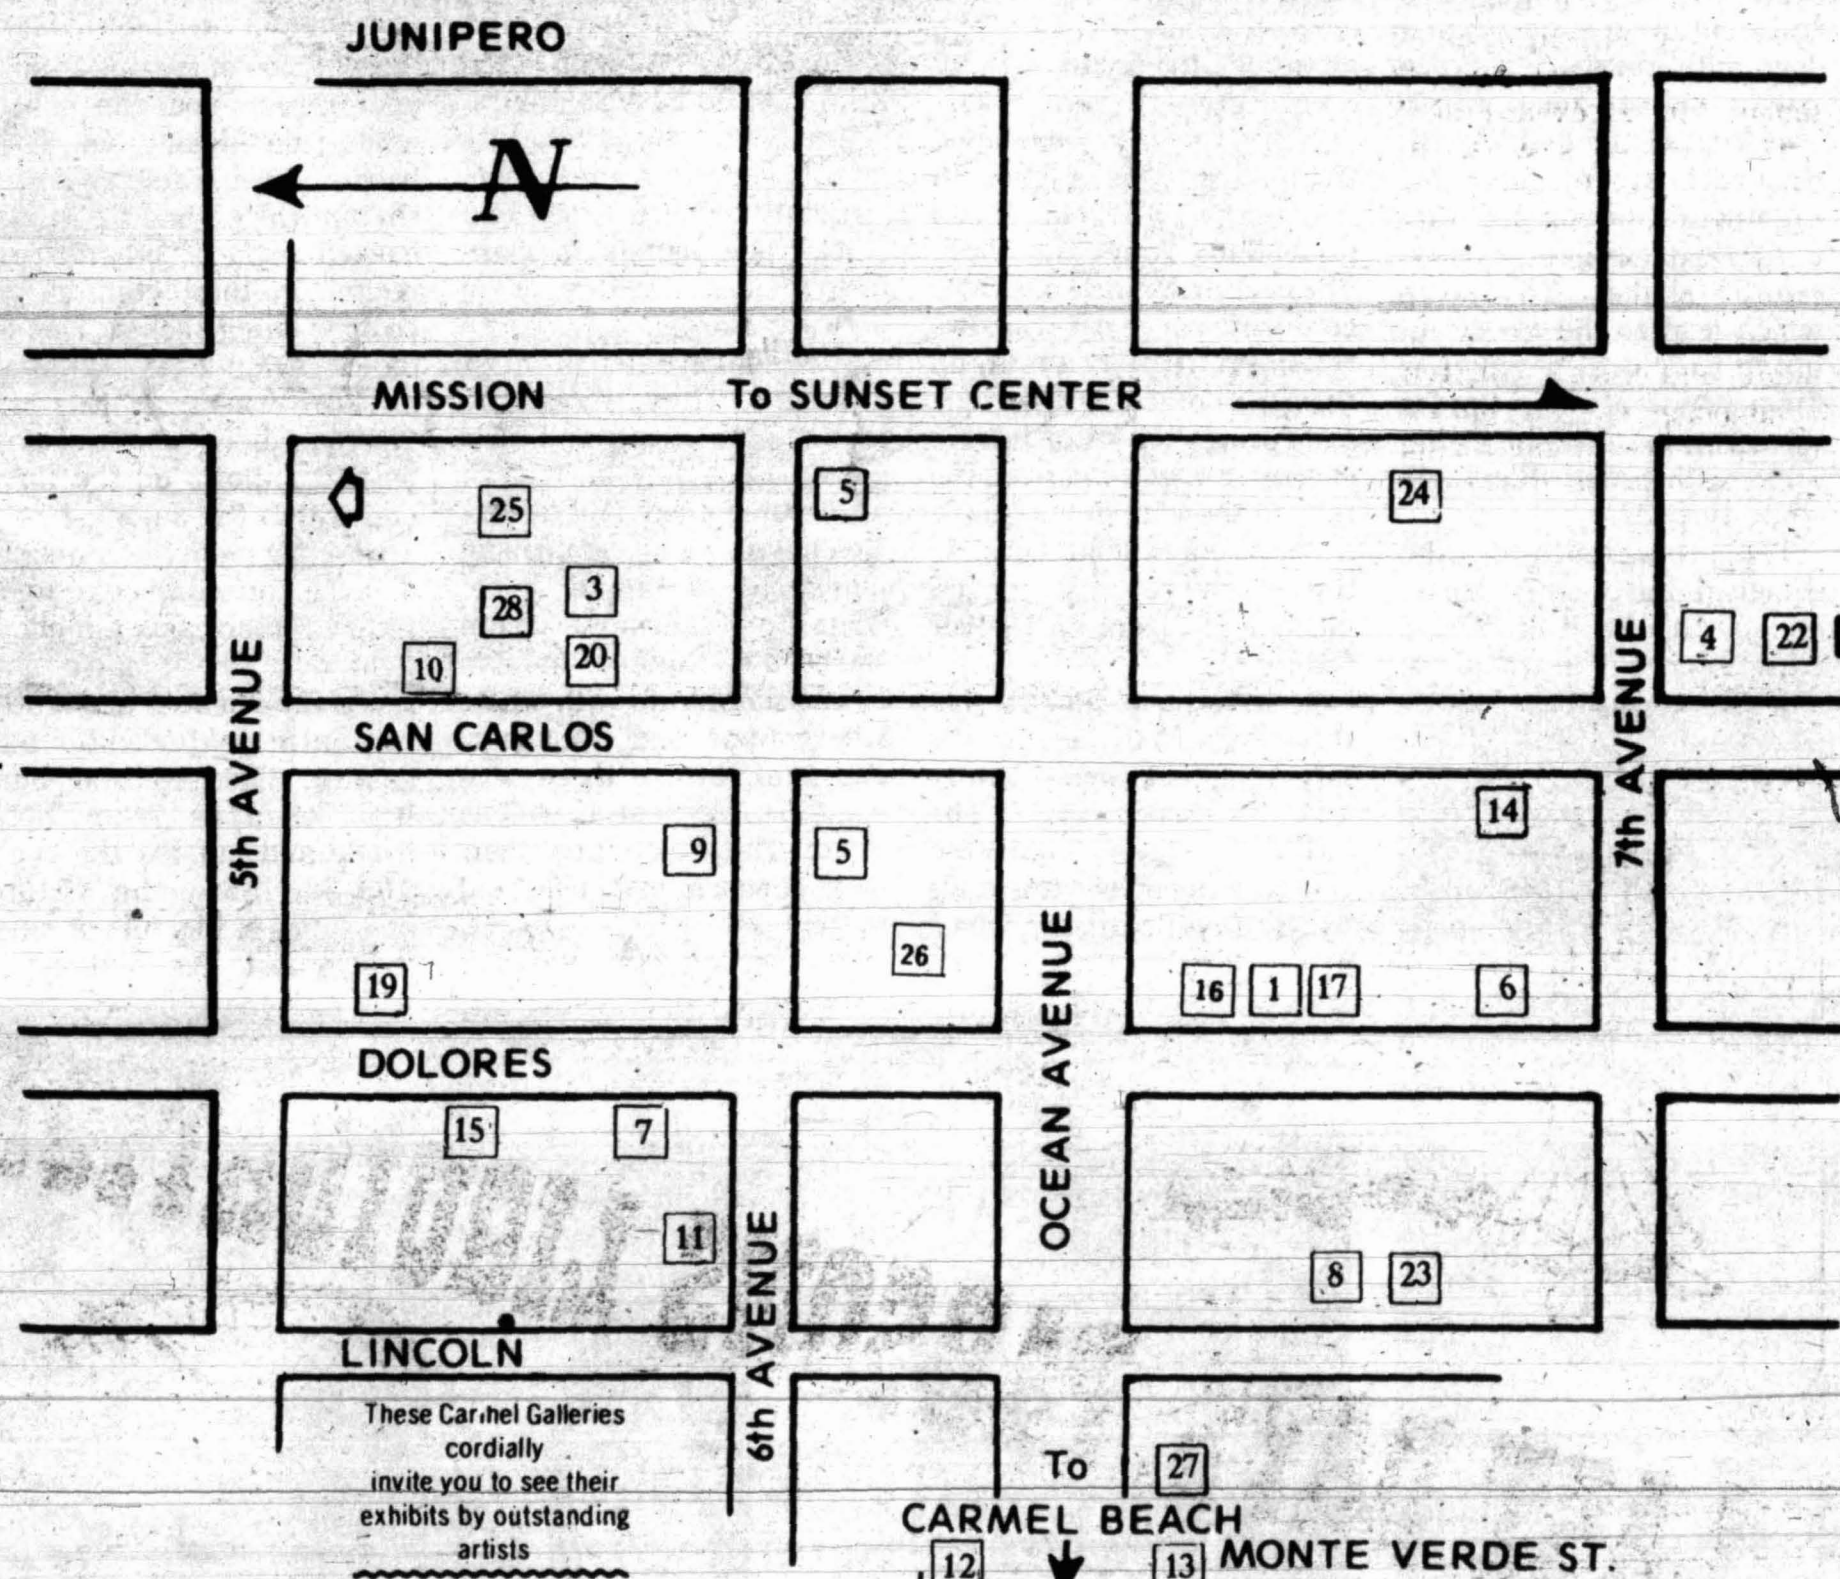 JUNIPERO
N
MISSION To SUNSET CENTER
25
5
24
3
28
20
10
4
22
5th AVENUE
7th AVENUE
SAN CARLOS
14
9
5
26
19
16
1
17
6
OCEAN AVENUE
DOLORES
15
7
11
6th AVENUE
8
23
LINCOLN
These Carmel Galleries
cordially
invite you to see their
exhibits by outstanding
artists
To
27
CARMEL BEACH
12
13
MONTE VERDE ST.